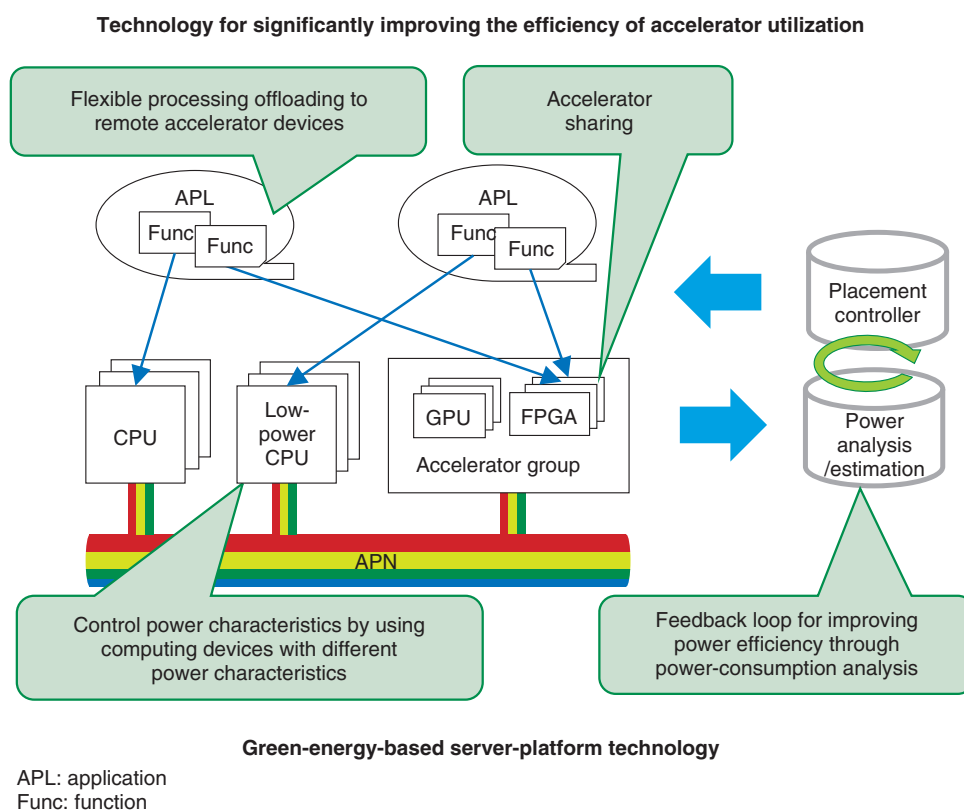 Technology for significantly improving the efficiency of accelerator utilization
Flexible processing offloading to
remote accelerator devices
Accelerator
sharing
APL
Func
Func
APL
Func
Func
Placement
controller
CPU
Low-
power
CPU
GPU
FPGA
Accelerator group
Power
analysis
/estimation
APN
Control power characteristics by using
computing devices with different
power characteristics
Feedback loop for improving
power efficiency through
power-consumption analysis
Green-energy-based server-platform technology
APL: application
Func: function